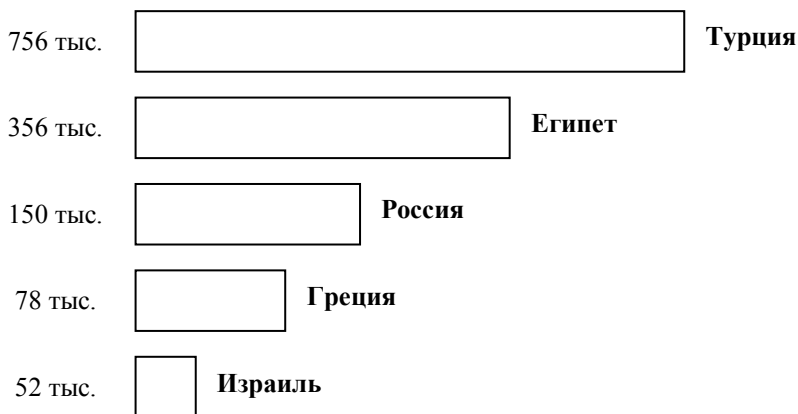 756 тыс. Турция
356 тыс. Египет
150 тыс. Россия
78 тыс. Греция
52 тыс. Израиль